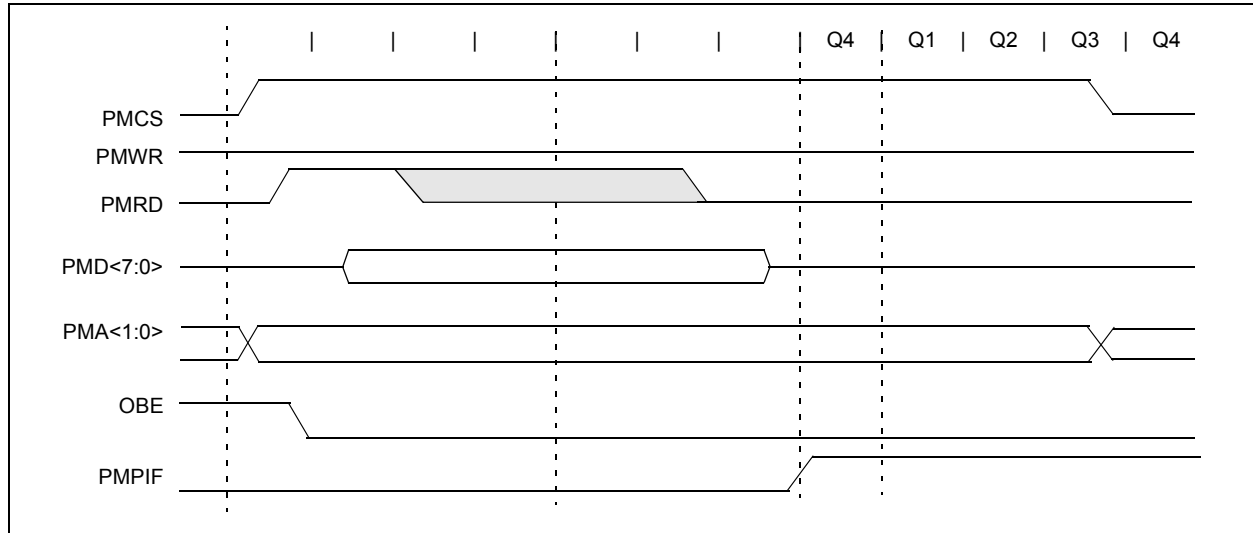 | | | | | | | Q4 | Q1 | Q2 | Q3 | Q4
PMCS
PMWR
PMRD
PMD<7:0>
PMA<1:0>
OBE
PMPIF